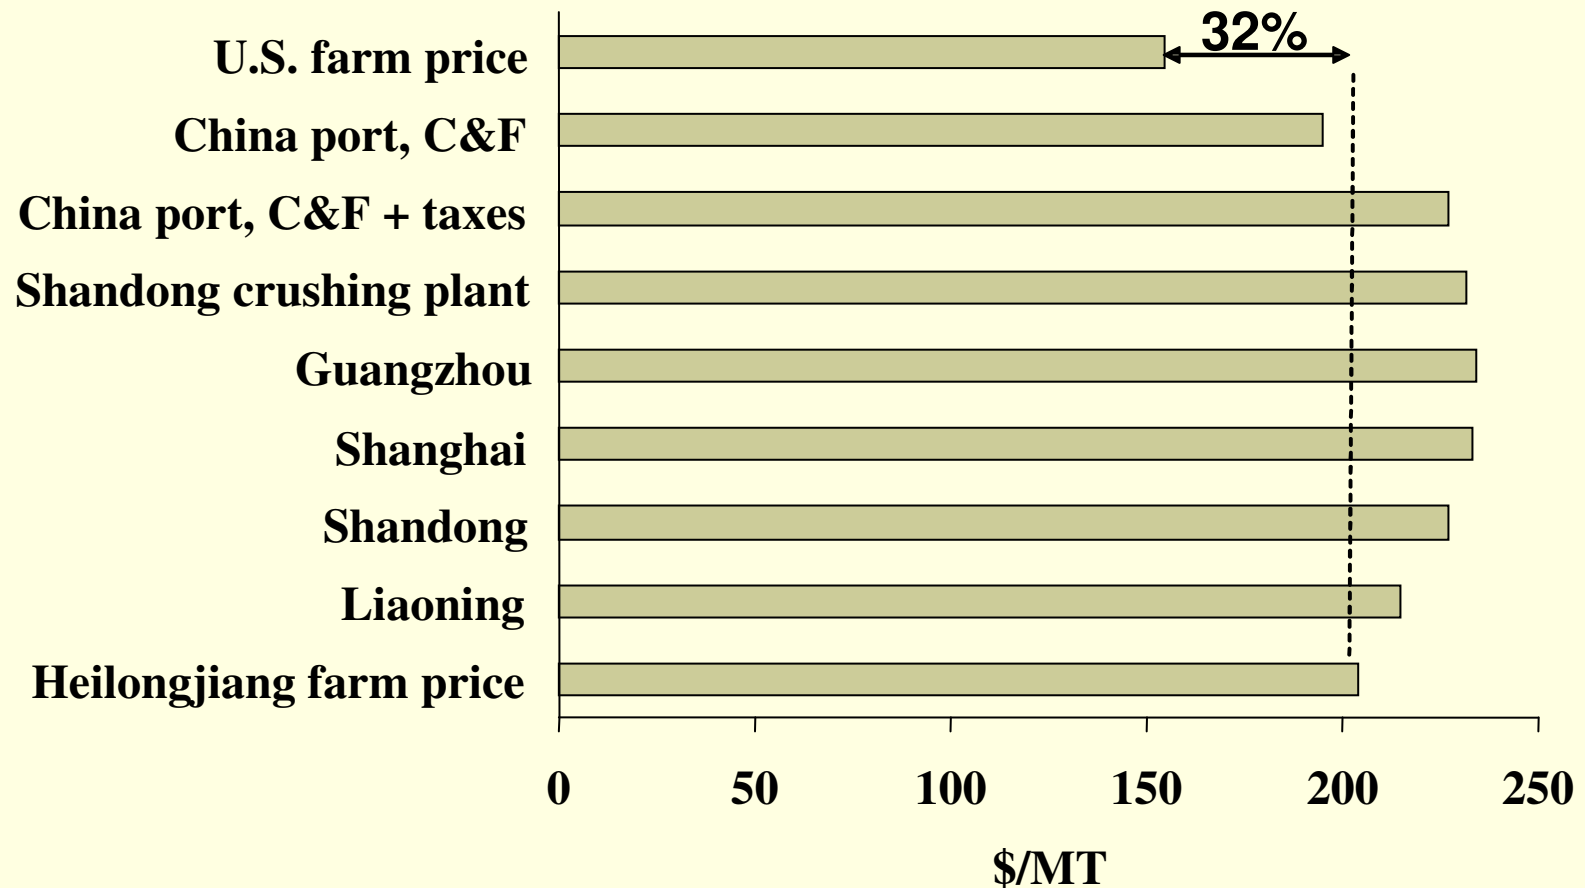 32%
U.S. farm price
China port, C&F
China port, C&F + taxes
Shandong crushing plant
Guangzhou
Shanghai
Shandong
Liaoning
Heilongjiang farm price
0 50 100 150 200 250
$/MT